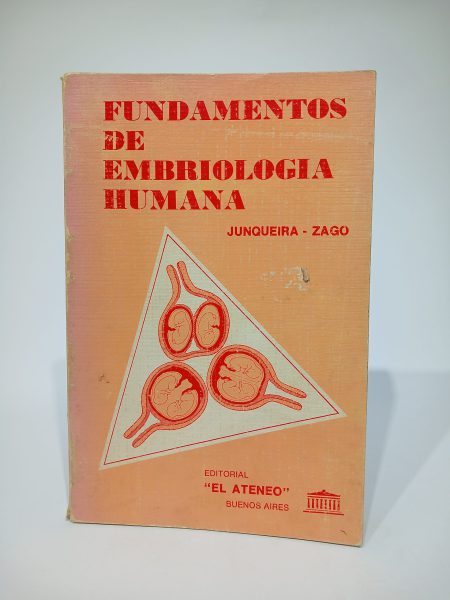 FUNDAMENTOS
DE
EMBRIOLOGIA
HUMANA
JUNQUEIRA - ZAGO
EDITORIAL
"EL ATENEO"
BUENOS AIRES